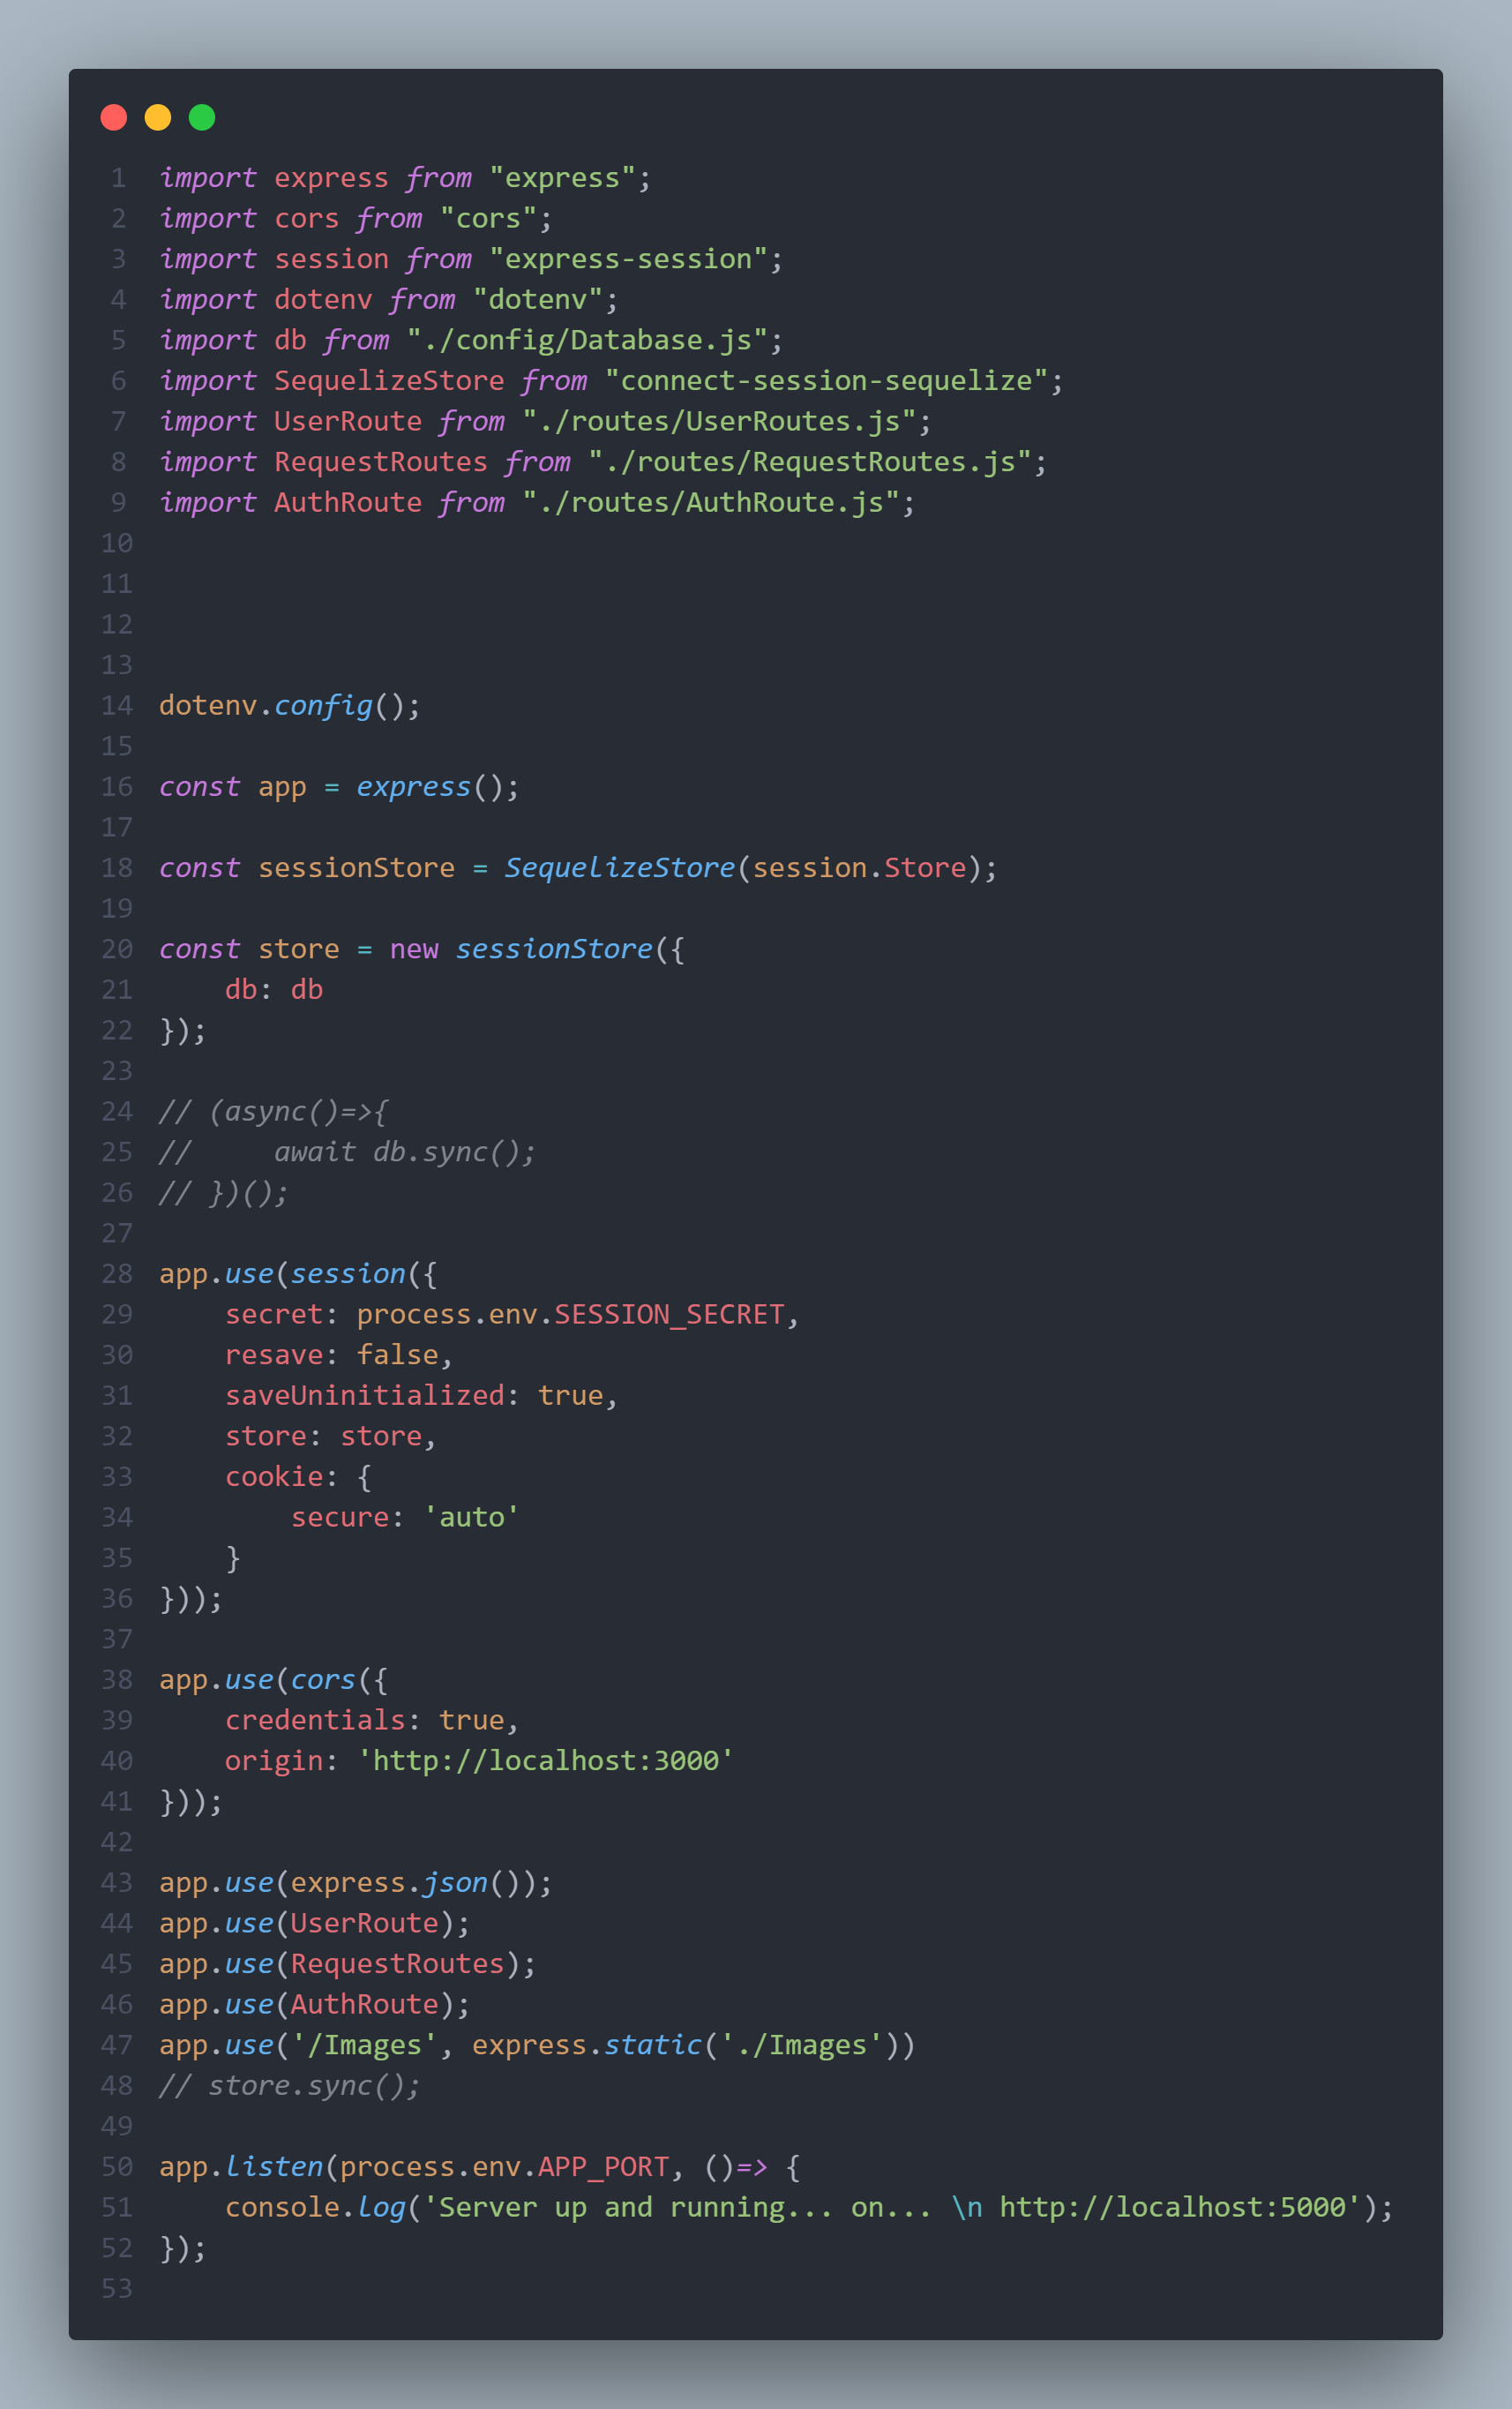 1 import express from "express";
2 import cors from "cors";
3 import session from "express-session";
4 import dotenv from "dotenv";
5 import db from "./config/Database.js";
6 import SequelizeStore from "connect-session-sequelize";
7 import UserRoute from "./routes/UserRoutes.js";
8 import RequestRoutes from "./routes/RequestRoutes.js";
9 import AuthRoute from "./routes/AuthRoute.js";
10
11
12
13
14 dotenv.config();
15
16 const app = express();
17
18 const sessionStore = SequelizeStore(session.Store);
19
20 const store = new sessionStore({
21     db: db
22 });
23
24 // (async()=>{
25 //     await db.sync();
26 // })();
27
28 app.use(session({
29     secret: process.env.SESSION_SECRET,
30     resave: false,
31     saveUninitialized: true,
32     store: store,
33     cookie: {
34         secure: 'auto'
35     }
36 }));
37
38 app.use(cors({
39     credentials: true,
40     origin: 'http://localhost:3000'
41 }));
42
43 app.use(express.json());
44 app.use(UserRoute);
45 app.use(RequestRoutes);
46 app.use(AuthRoute);
47 app.use('/Images', express.static('./Images'))
48 // store.sync();
49
50 app.listen(process.env.APP_PORT, ()=> {
51     console.log('Server up and running... on... \n http://localhost:5000');
52 });
53